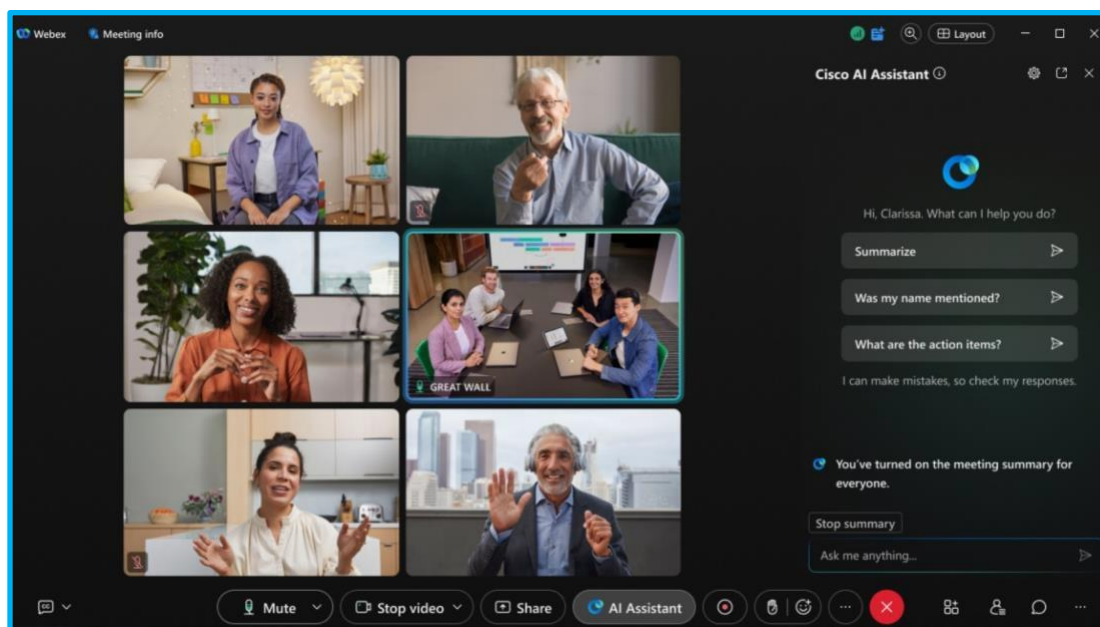 Webex
Meeting info
Layout
Cisco AI Assistant
Hi, Clarissa. What can I help you do?
Summarize
Was my name mentioned?
What are the action items?
I can make mistakes, so check my responses.
GREAT WALL
You've turned on the meeting summary for
everyone.
Stop summary
Ask me anything...
CC
Mute
Stop video
Share
AI Assistant